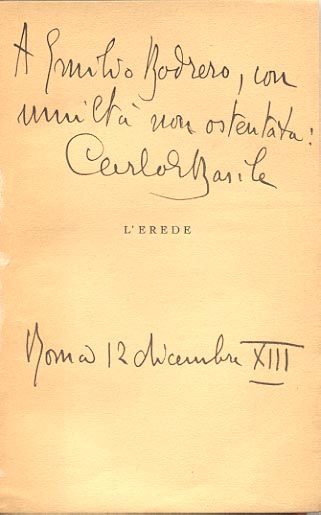 A Emilio Bodrero, con
umiltà non ostentata:
Carlo E Basile
L'EREDE
Roma 12 dicembre XIII